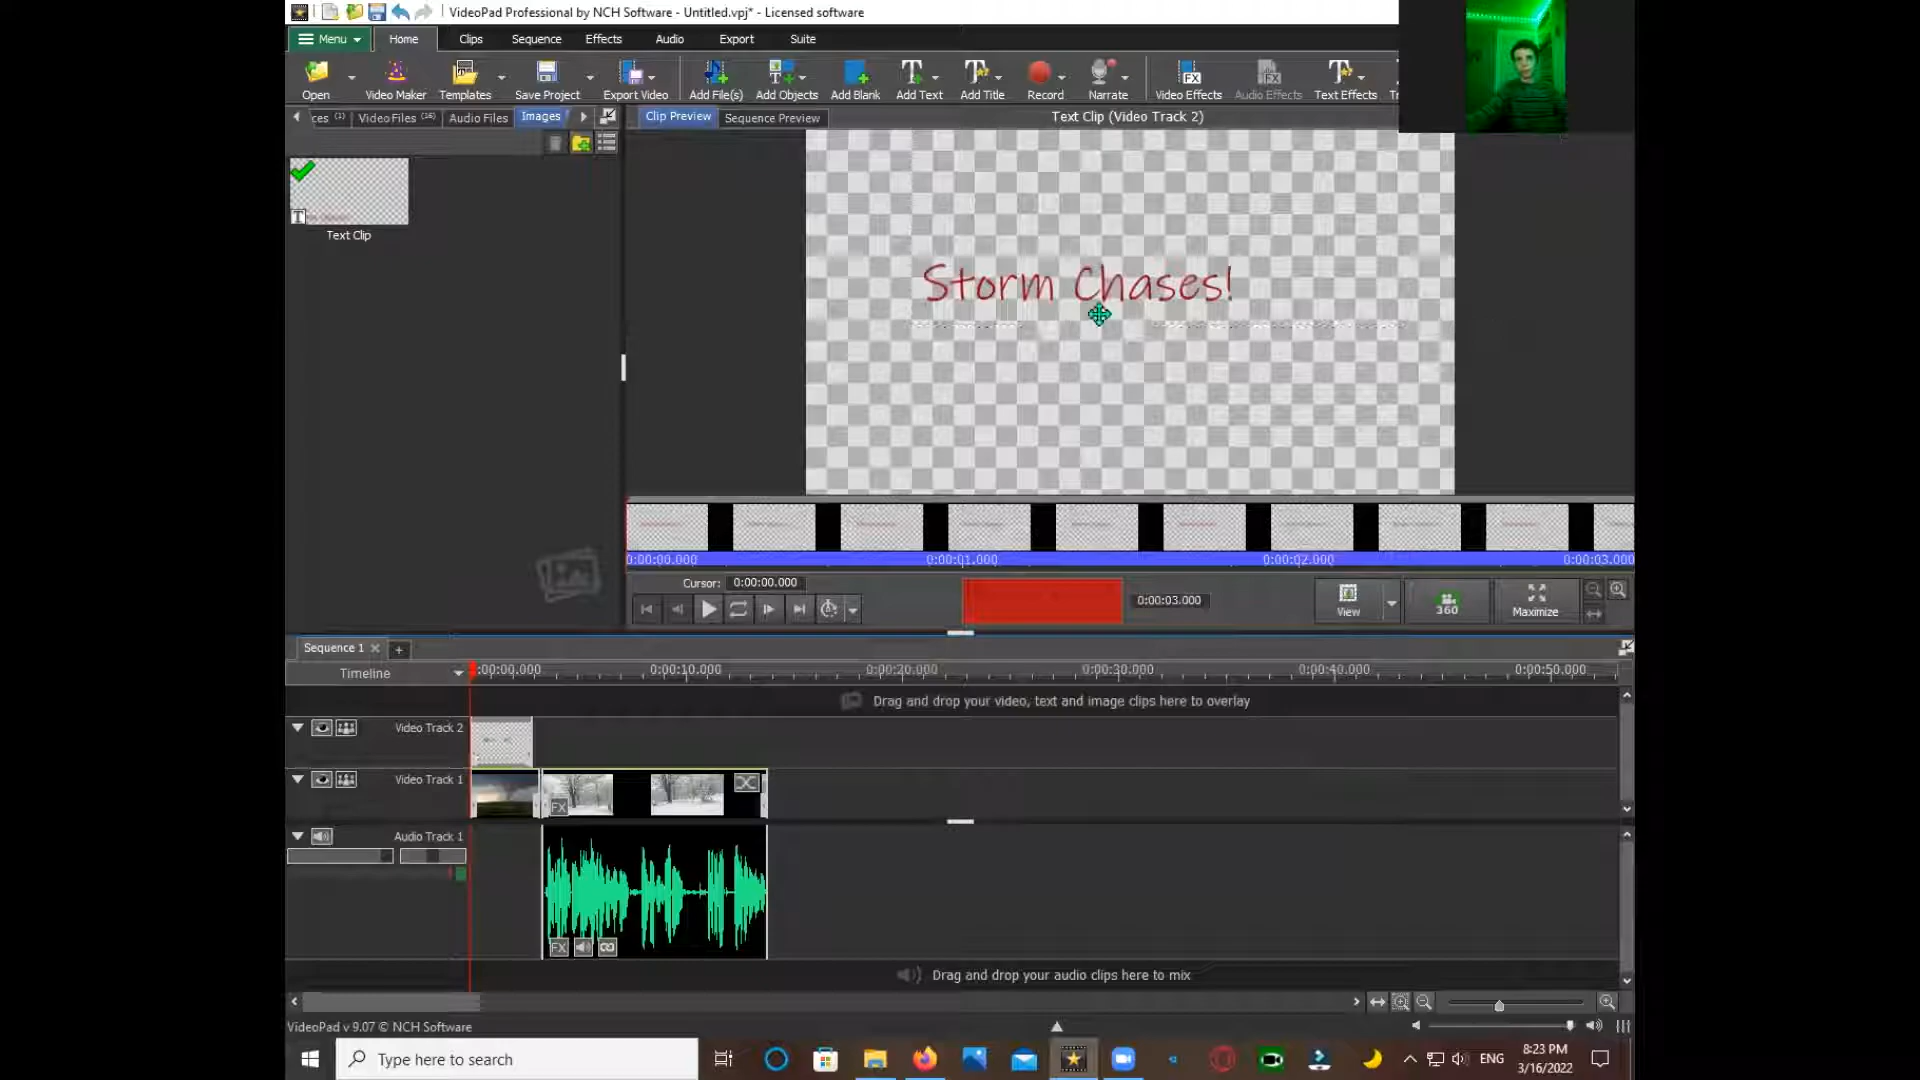 VideoPad Professional by NCH Software - Untitled.vpj* - Licensed software
Menu Home Clips Sequence Effects Audio Export Suite
Open Video Maker Templates Save Project Export Video Add File(s) Add Objects Add Blank Add Text Add Title Record Narrate Video Effects Audio Effects Text Effects
ces (1) Video Files (16) Audio Files Images Clip Preview Sequence Preview Text Clip (Video Track 2)
Text Clip
Storm Chases!
0:00:00.000 0:00:01.000 0:00:02.000 0:00:03.000
Cursor: 0:00:00.000
0:00:03.000
View 360 Maximize
Sequence 1
Timeline :00:00.000 0:00:10.000 0:00:20.000 0:00:30.000 0:00:40.000 0:00:50.000
Drag and drop your video, text and image clips here to overlay
Video Track 2
Video Track 1
FX
Audio Track 1
FX
Drag and drop your audio clips here to mix
VideoPad v 9.07 © NCH Software
Type here to search
ENG
8:23 PM
3/16/2022